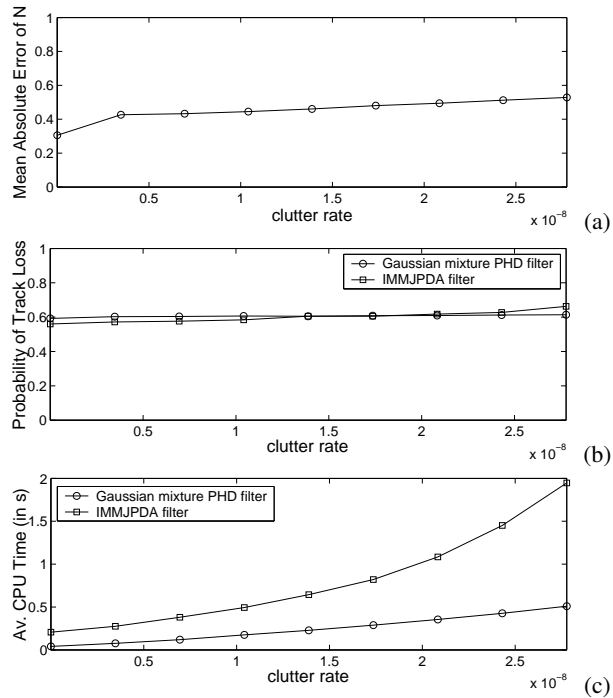 Mean Absolute Error of N
1
0.8
0.6
0.4
0.2
0
0.5
1
1.5
2
2.5
x 10⁻⁸
clutter rate
(a)
Probability of Track Loss
1
0.8
0.6
0.4
0.2
0
Gaussian mixture PHD filter
IMMJPDA filter
0.5
1
1.5
2
2.5
x 10⁻⁸
clutter rate
(b)
Av. CPU Time (in s)
2
1.5
1
0.5
0
Gaussian mixture PHD filter
IMMJPDA filter
0.5
1
1.5
2
2.5
x 10⁻⁸
clutter rate
(c)